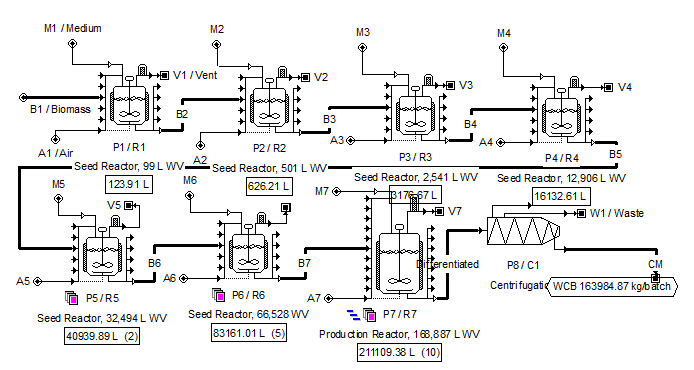 M1 / Medium
M2
M3
M4
V1 / Vent
V2
V3
V4
B1 / Biomass
B2
B3
B4
B5
A1 / Air
A2
A3
A4
P1 / R1
P2 / R2
P3 / R3
P4 / R4
Seed Reactor, 99 L WV
Seed Reactor, 501 L WV
Seed Reactor, 2,541 L WV
Seed Reactor, 12,906 L WV
123.91 L
626.21 L
3176.67 L
16132.61 L
M5
M6
M7
V5
V7
W1 / Waste
B6
B7
Differentiated
P8 / C1
CM
A5
A6
A7
P5 / R5
P6 / R6
P7 / R7
Centrifugatio
WCB 163984.87 kg/batch
Seed Reactor, 32,494 L WV
Seed Reactor, 66,528 WV
Production Reactor, 168,887 L WV
40939.89 L (2)
83161.01 L (5)
211109.38 L (10)